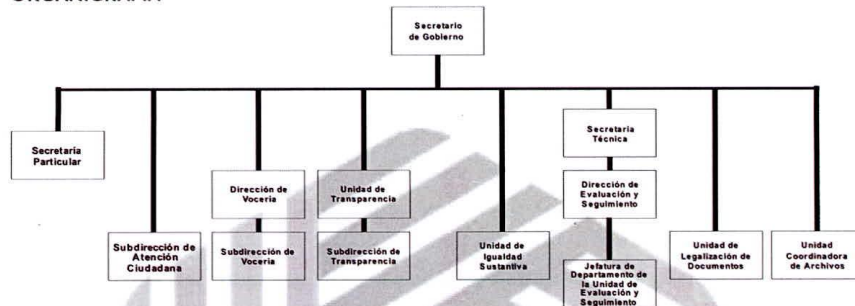 Secretario
de Gobierno
Secretaría
Particular
Secretaria
Técnica
Dirección de
Vocería
Unidad de
Transparencia
Dirección de
Evaluación y
Seguimiento
Subdirección de
Atención
Ciudadana
Subdirección de
Vocería
Subdirección de
Transparencia
Unidad de
Igualdad
Sustantiva
Jefatura de
Departamento de
la Unidad de
Evaluación y
Seguimiento
Unidad de
Legalización de
Documentos
Unidad
Coordinadora
de Archivos